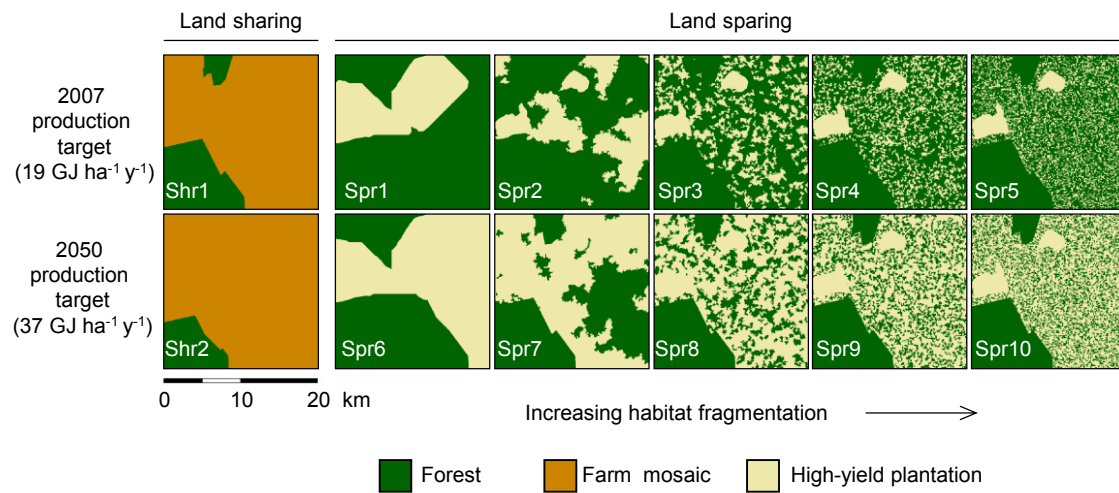 Land sharing
Land sparing
2007
production
target
(19 GJ ha⁻¹ y⁻¹)
Shr1
Spr1
Spr2
Spr3
Spr4
Spr5
2050
production
target
(37 GJ ha⁻¹ y⁻¹)
Shr2
Spr6
Spr7
Spr8
Spr9
Spr10
0 10 20 km
Increasing habitat fragmentation
Forest
Farm mosaic
High-yield plantation